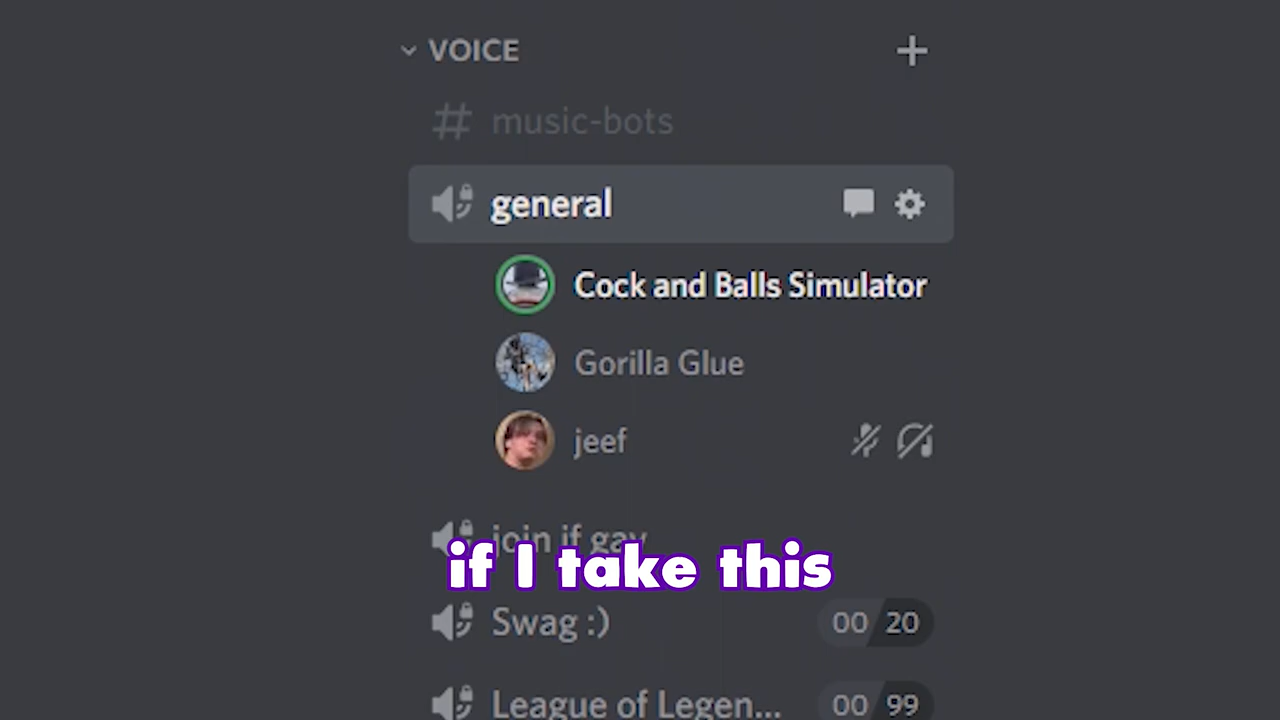 VOICE
music-bots
general
Cock and Balls Simulator
Gorilla Glue
jeef
join if gay
if I take this
Swag :)
00 20
League of Legen...
00 99